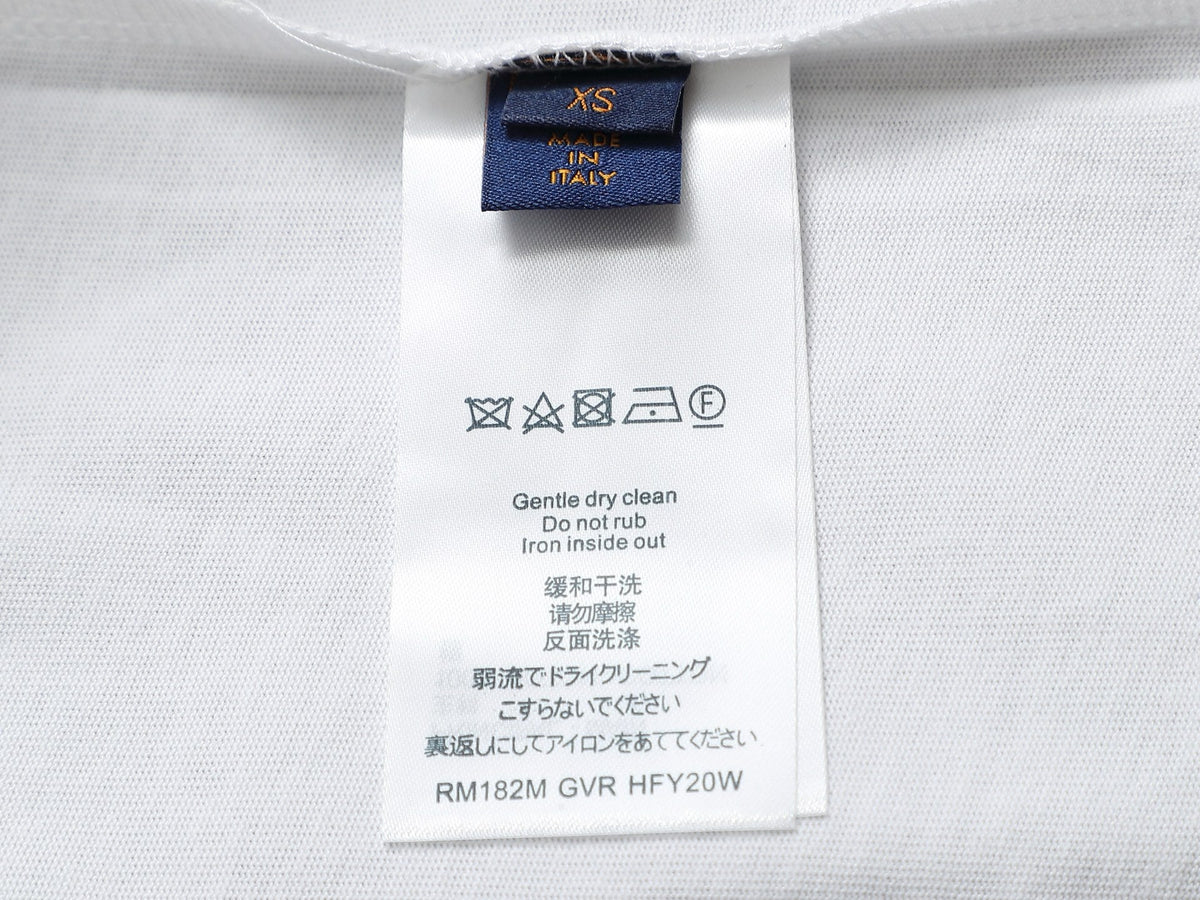 XS
MADE
IN
ITALY
F
Gentle dry clean
Do not rub
Iron inside out
缓和干洗
请勿摩擦
反面洗涤
弱流でドライクリーニング
こすらないでください
裏返しにしてアイロンをあててください
RM182M GVR HFY20W